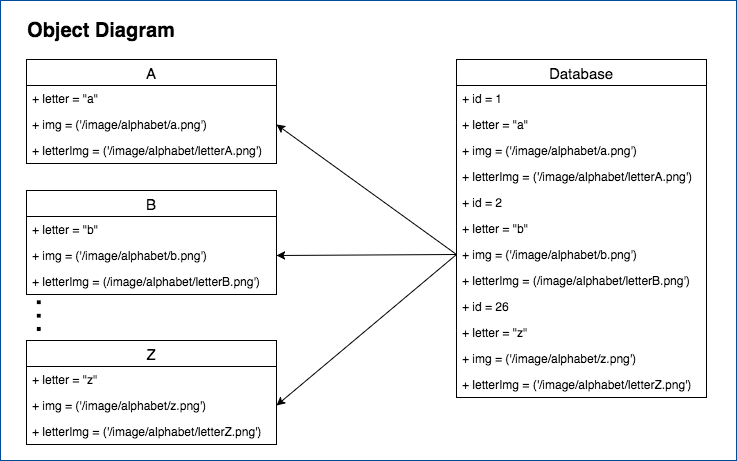 Object Diagram
A
+ letter = "a"
+ img = ('/image/alphabet/a.png')
+ letterImg = ('/image/alphabet/letterA.png')
B
+ letter = "b"
+ img = ('/image/alphabet/b.png')
+ letterImg = (/image/alphabet/letterB.png')
Z
+ letter = "z"
+ img = ('/image/alphabet/z.png')
+ letterImg = ('/image/alphabet/letterZ.png')
Database
+ id = 1
+ letter = "a"
+ img = ('/image/alphabet/a.png')
+ letterImg = ('/image/alphabet/letterA.png')
+ id = 2
+ letter = "b"
+ img = ('/image/alphabet/b.png')
+ letterImg = (/image/alphabet/letterB.png')
+ id = 26
+ letter = "z"
+ img = ('/image/alphabet/z.png')
+ letterImg = ('/image/alphabet/letterZ.png')